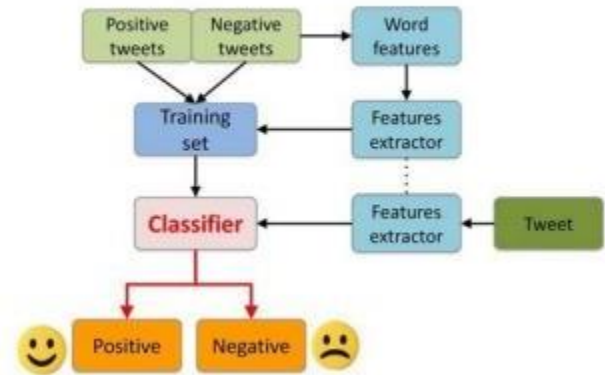 Positive
tweets
Negative
tweets
Word
features
Training
set
Features
extractor
Classifier
Features
extractor
Tweet
Positive
Negative